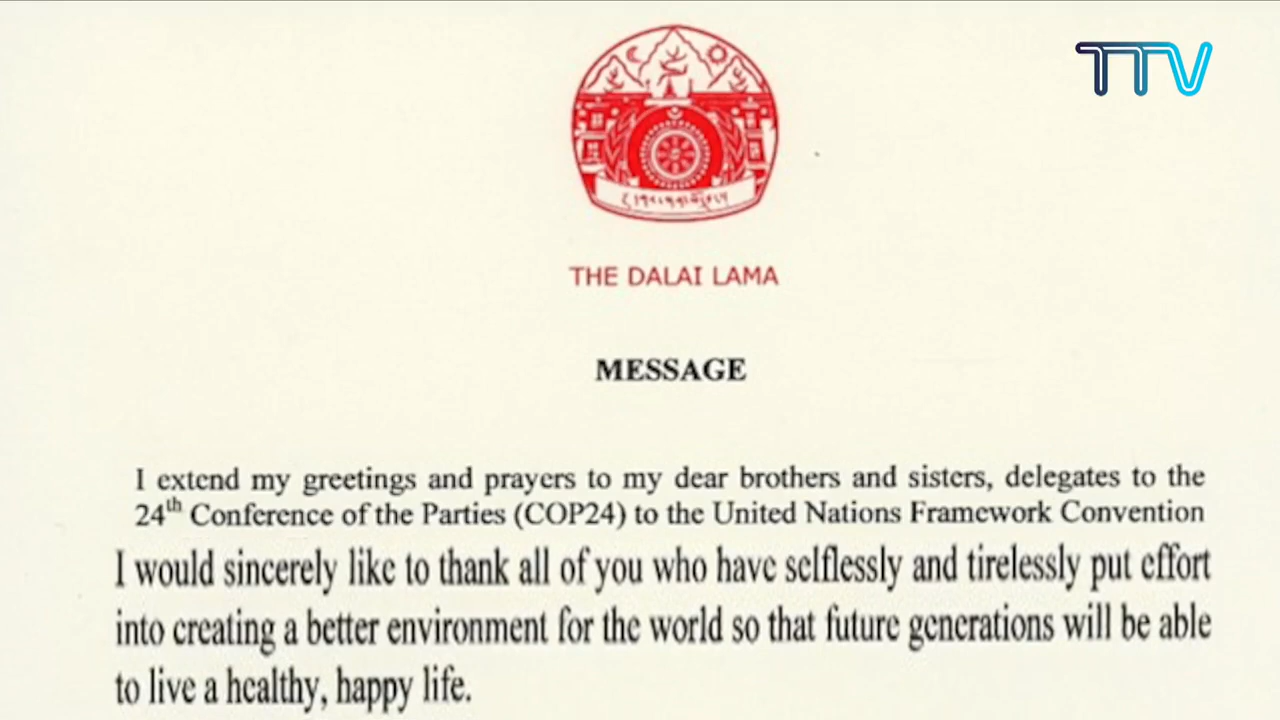 TTV
THE DALAI LAMA
MESSAGE
I extend my greetings and prayers to my dear brothers and sisters, delegates to the
24th Conference of the Parties (COP24) to the United Nations Framework Convention
I would sincerely like to thank all of you who have selflessly and tirelessly put effort
into creating a better environment for the world so that future generations will be able
to live a healthy, happy life.